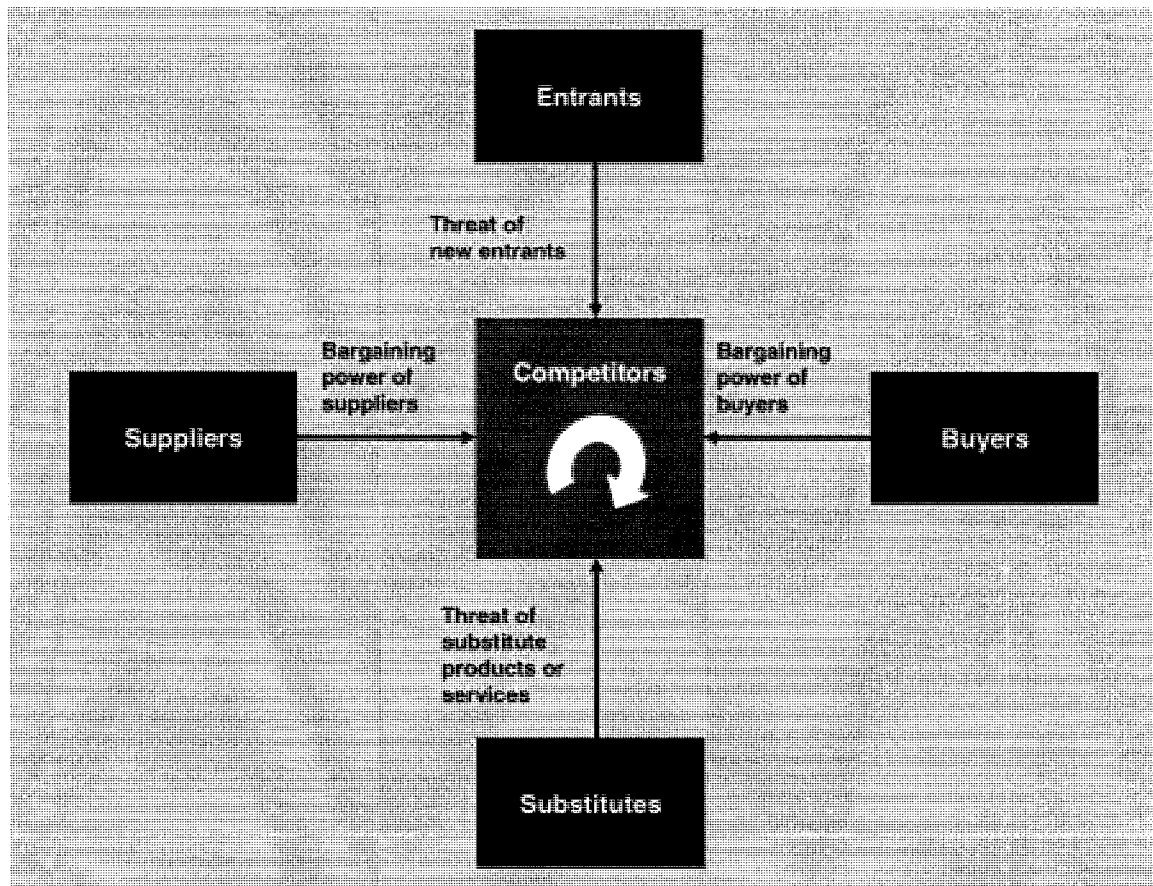 Entrants
Threat of
new entrants
Bargaining
power of
suppliers
Competitors
Bargaining
power of
buyers
Suppliers
Buyers
Threat of
substitute
products or
services
Substitutes